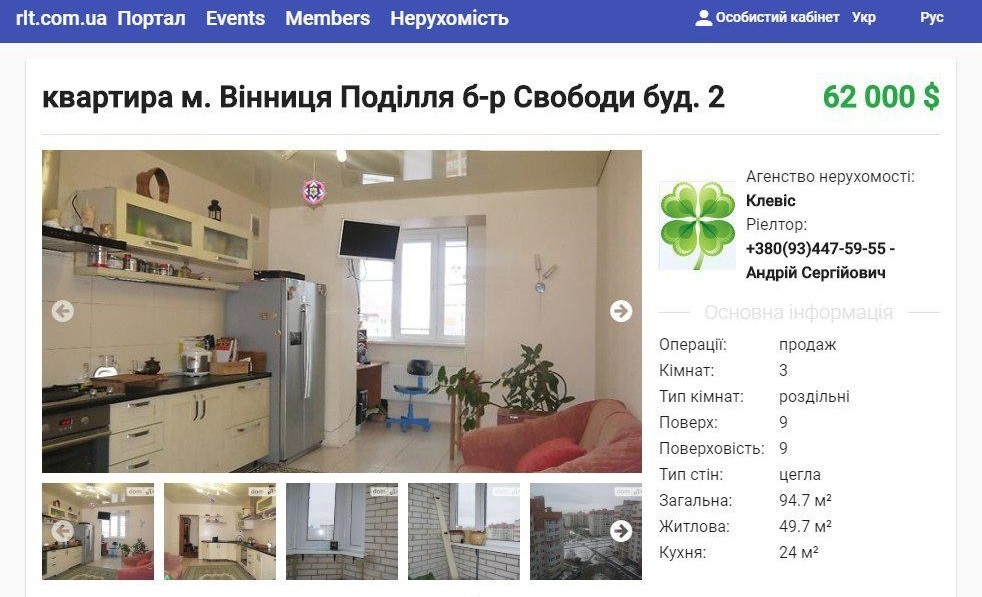 rlt.com.ua Портал Events Members Нерухомість Особистий кабінет Укр Рус
квартира м. Вінниця Поділля б-р Свободи буд. 2 62 000 $
Агенство нерухомості:
Клевіс
Ріелтор:
+380(93)447-59-55 -
Андрій Сергійович
Основна інформація
Операції: продаж
Кімнат: 3
Тип кімнат: роздільні
Поверх: 9
Поверховість: 9
Тип стін: цегла
Загальна: 94.7 м²
Житлова: 49.7 м²
Кухня: 24 м²